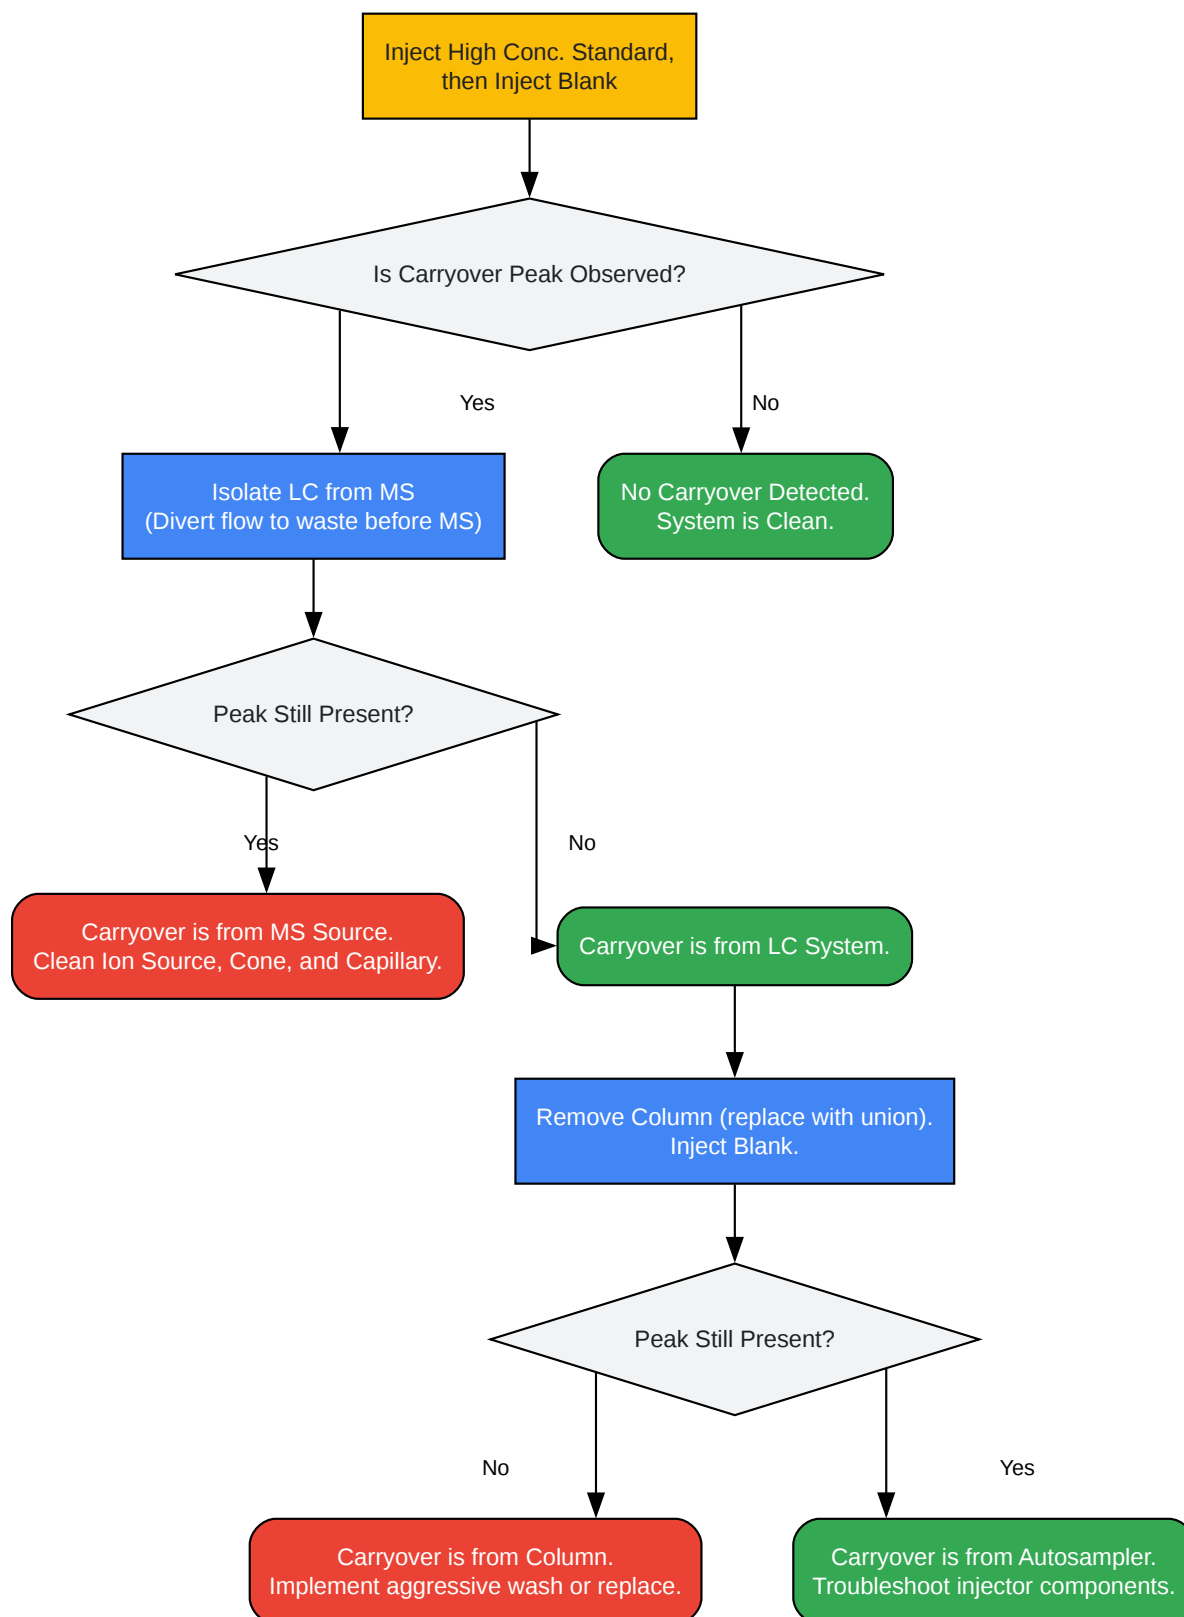 Inject High Conc. Standard,
then Inject Blank
Is Carryover Peak Observed?
Yes
No
Isolate LC from MS
(Divert flow to waste before MS)
No Carryover Detected.
System is Clean.
Peak Still Present?
Yes
No
Carryover is from MS Source.
Clean Ion Source, Cone, and Capillary.
Carryover is from LC System.
Remove Column (replace with union).
Inject Blank.
Peak Still Present?
No
Yes
Carryover is from Column.
Implement aggressive wash or replace.
Carryover is from Autosampler.
Troubleshoot injector components.